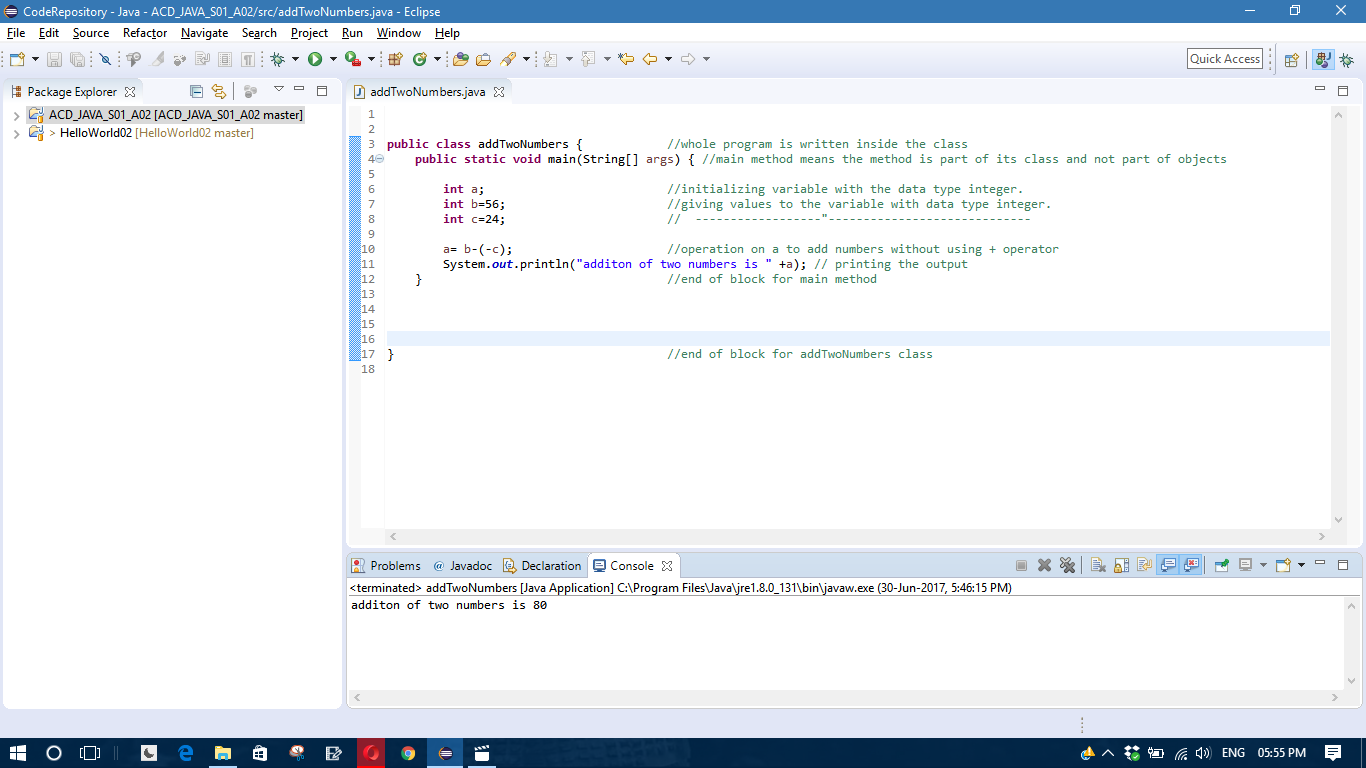 CodeRepository - Java - ACD_JAVA_S01_A02/src/addTwoNumbers.java - Eclipse
File Edit Source Refactor Navigate Search Project Run Window Help
Quick Access
Package Explorer
addTwoNumbers.java
ACD_JAVA_S01_A02 [ACD_JAVA_S01_A02 master]
> HelloWorld02 [HelloWorld02 master]
1
2
3 public class addTwoNumbers { //whole program is written inside the class
4 public static void main(String[] args) { //main method means the method is part of its class and not part of objects
5
6 int a; //initializing variable with the data type integer.
7 int b=56; //giving values to the variable with data type integer.
8 int c=24; // ------------------"-----------------------------
9
10 a= b-(-c); //operation on a to add numbers without using + operator
11 System.out.println("additon of two numbers is " +a); // printing the output
12 } //end of block for main method
13
14
15
16
17 } //end of block for addTwoNumbers class
18
Problems @ Javadoc Declaration Console
<terminated> addTwoNumbers [Java Application] C:\Program Files\Java\jre1.8.0_131\bin\javaw.exe (30-Jun-2017, 5:46:15 PM)
additon of two numbers is 80
ENG 05:55 PM